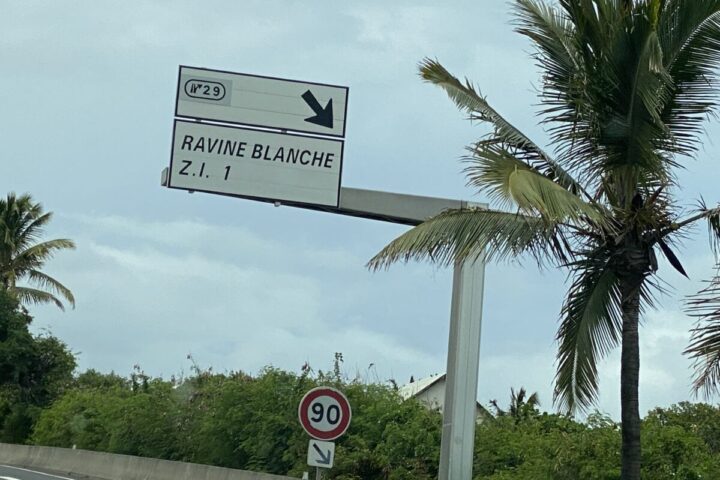 29
RAVINE BLANCHE
Z.I. 1
90